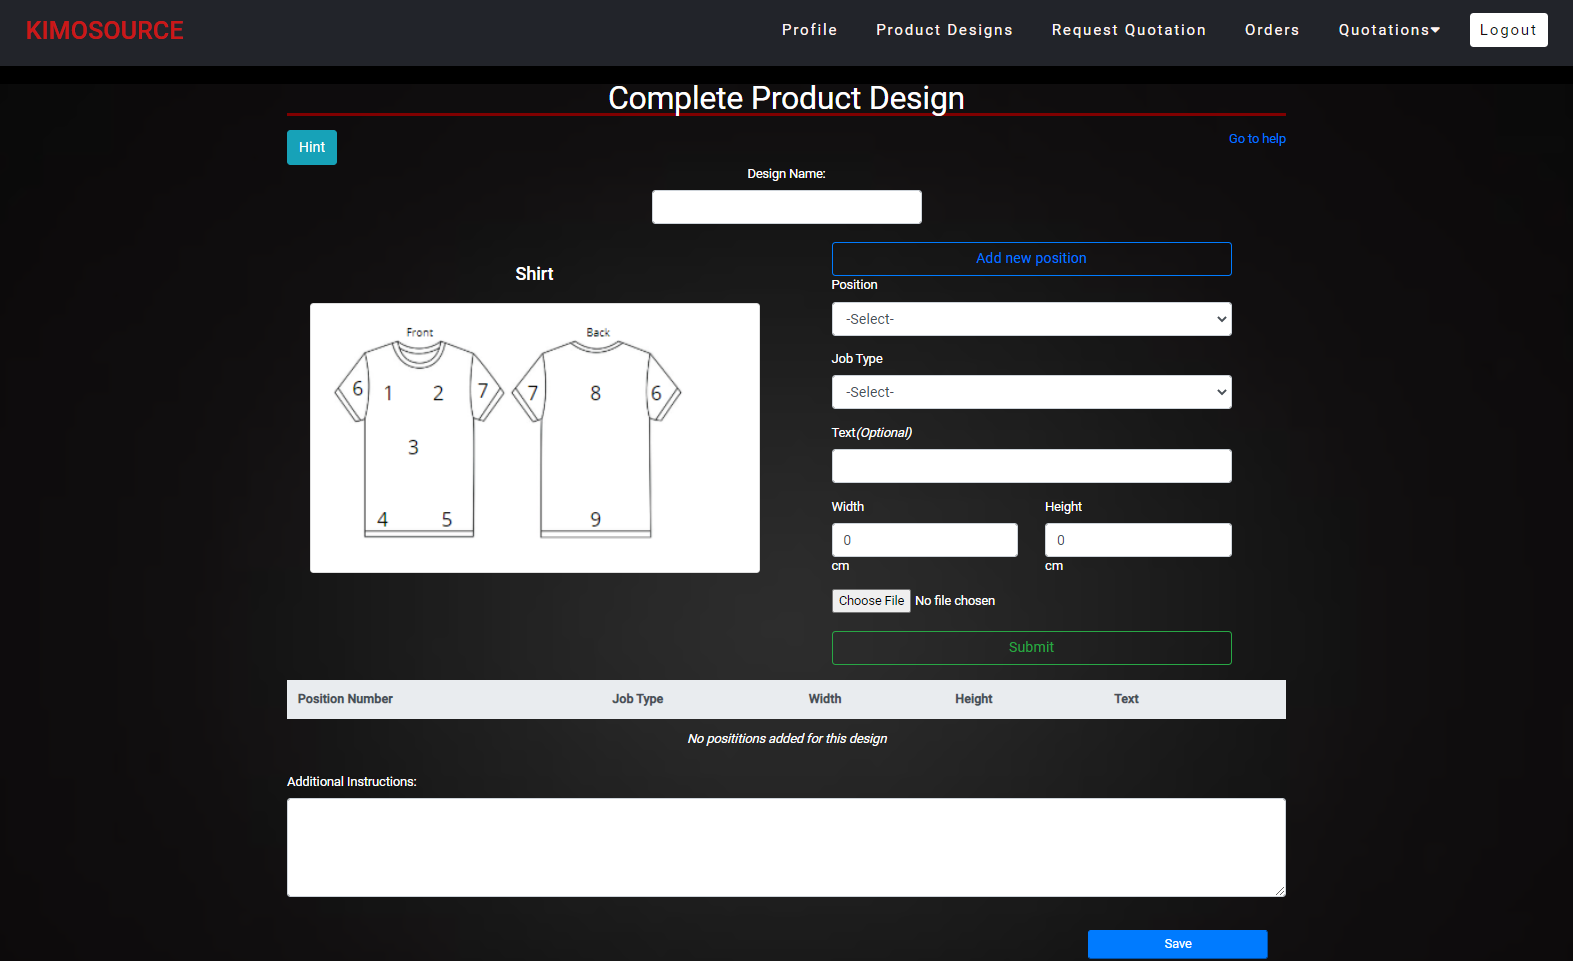 KIMOSOURCE Profile Product Designs Request Quotation Orders Quotations Logout
Complete Product Design
Hint Go to help
Design Name:
Add new position
Shirt
Position
-Select-
Job Type
-Select-
Text(Optional)
Width Height
0 0
cm cm
Choose File No file chosen
Submit
Front Back
6 1 2 7 7 8 6
3
4 5 9
Position Number Job Type Width Height Text
No posititions added for this design
Additional Instructions:
Save